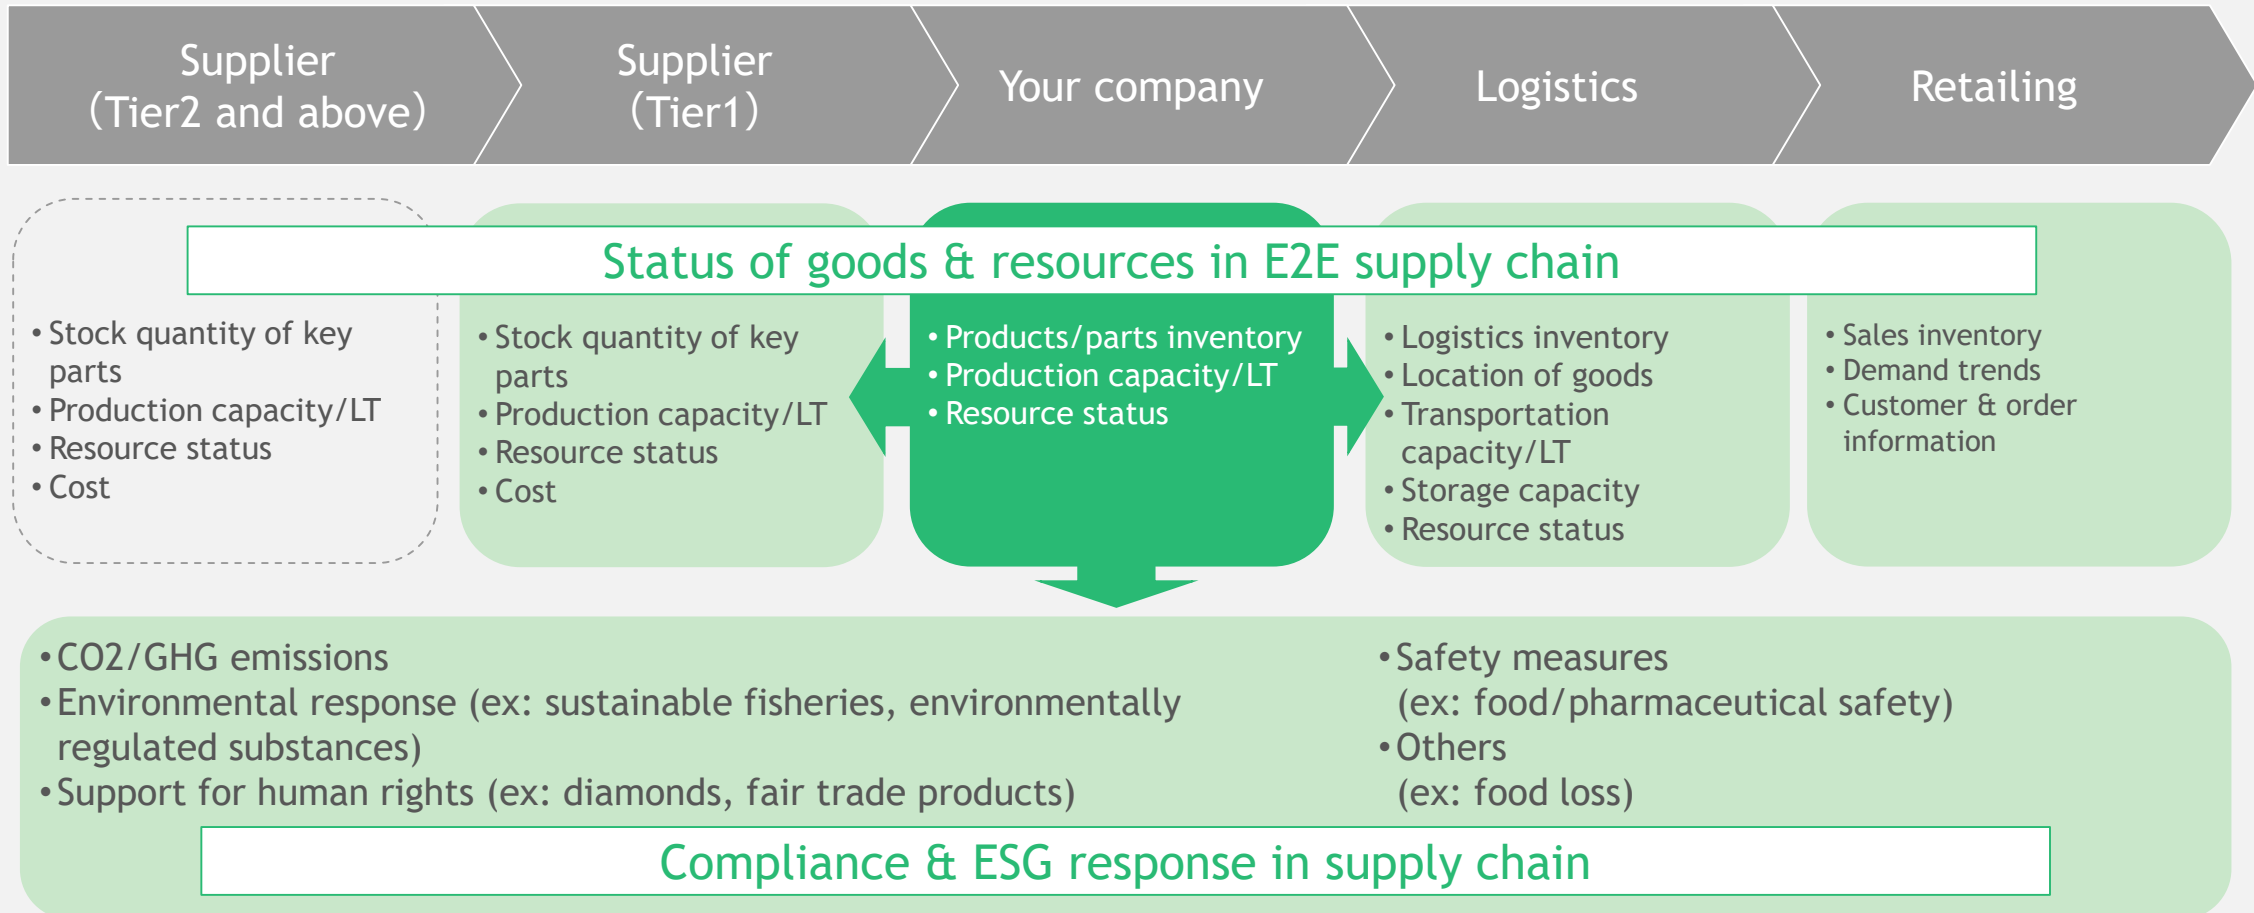 Supplier
（Tier2 and above）
Supplier
（Tier1）
Your company
Logistics
Retailing
Status of goods & resources in E2E supply chain
• Stock quantity of key
parts
• Production capacity/LT
• Resource status
• Cost
• Stock quantity of key
parts
• Production capacity/LT
• Resource status
• Cost
• Products/parts inventory
• Production capacity/LT
• Resource status
• Logistics inventory
• Location of goods
• Transportation
capacity/LT
• Storage capacity
• Resource status
• Sales inventory
• Demand trends
• Customer & order
information
• CO2/GHG emissions
• Environmental response (ex: sustainable fisheries, environmentally
regulated substances)
• Support for human rights (ex: diamonds, fair trade products)
• Safety measures
(ex: food/pharmaceutical safety)
• Others
(ex: food loss)
Compliance & ESG response in supply chain